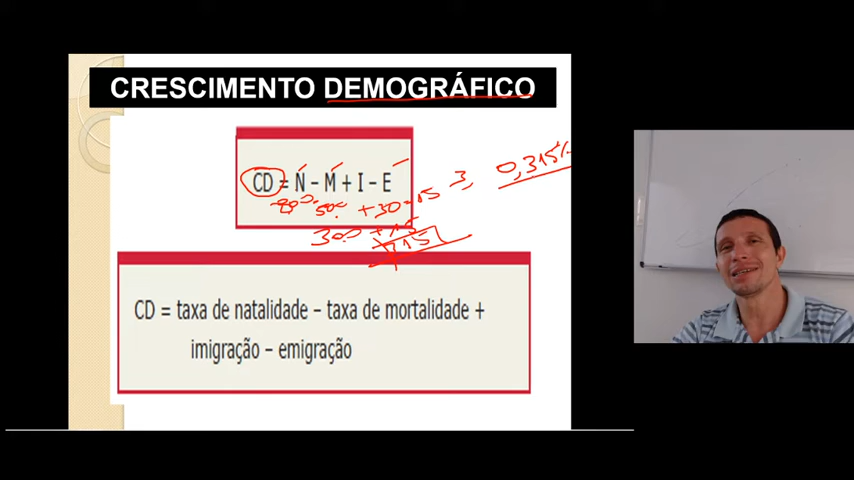 CRESCIMENTO DEMOGRÁFICO
CD = N – M + I – E
800 - 500 + 30 - 15
0,315%
300 + 15
315
CD = taxa de natalidade – taxa de mortalidade +
imigração – emigração